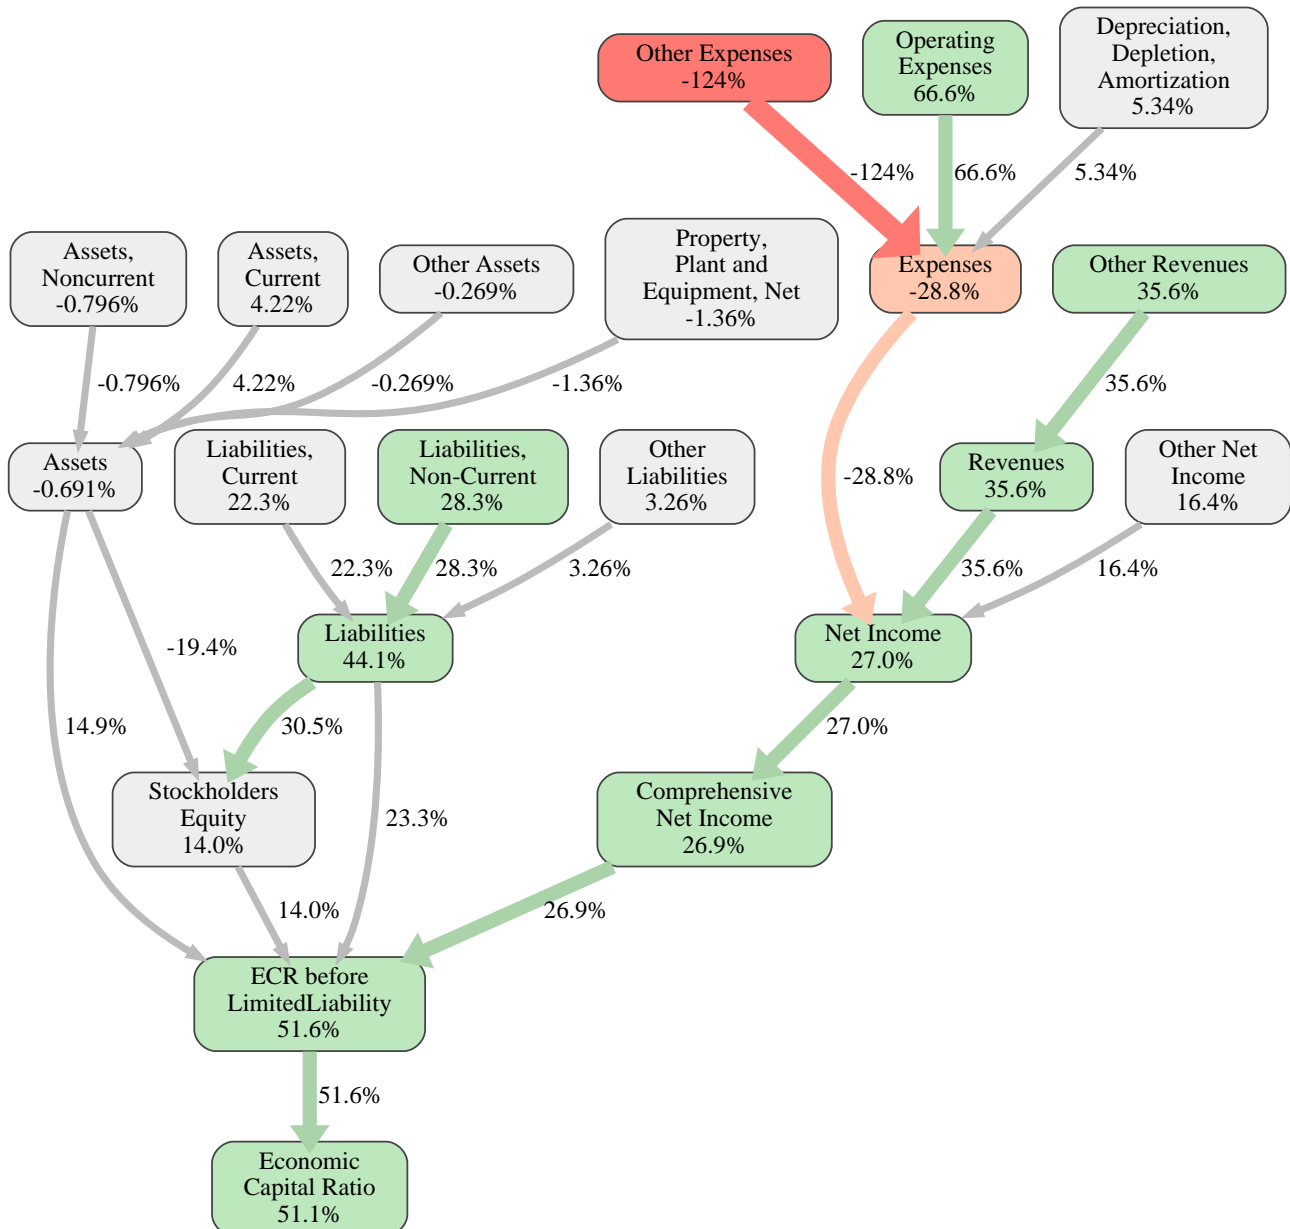 Other Expenses
-124%
Operating
Expenses
66.6%
Depreciation,
Depletion,
Amortization
5.34%
-124%
66.6%
5.34%
Assets,
Noncurrent
-0.796%
Assets,
Current
4.22%
Other Assets
-0.269%
Property,
Plant and
Equipment, Net
-1.36%
Expenses
-28.8%
Other Revenues
35.6%
-0.796%
4.22%
-0.269%
-1.36%
35.6%
Assets
-0.691%
Liabilities,
Current
22.3%
Liabilities,
Non-Current
28.3%
Other
Liabilities
3.26%
-28.8%
Revenues
35.6%
Other Net
Income
16.4%
22.3%
28.3%
3.26%
35.6%
16.4%
-19.4%
Liabilities
44.1%
Net Income
27.0%
14.9%
30.5%
27.0%
Stockholders
Equity
14.0%
23.3%
Comprehensive
Net Income
26.9%
14.0%
26.9%
ECR before
LimitedLiability
51.6%
51.6%
Economic
Capital Ratio
51.1%